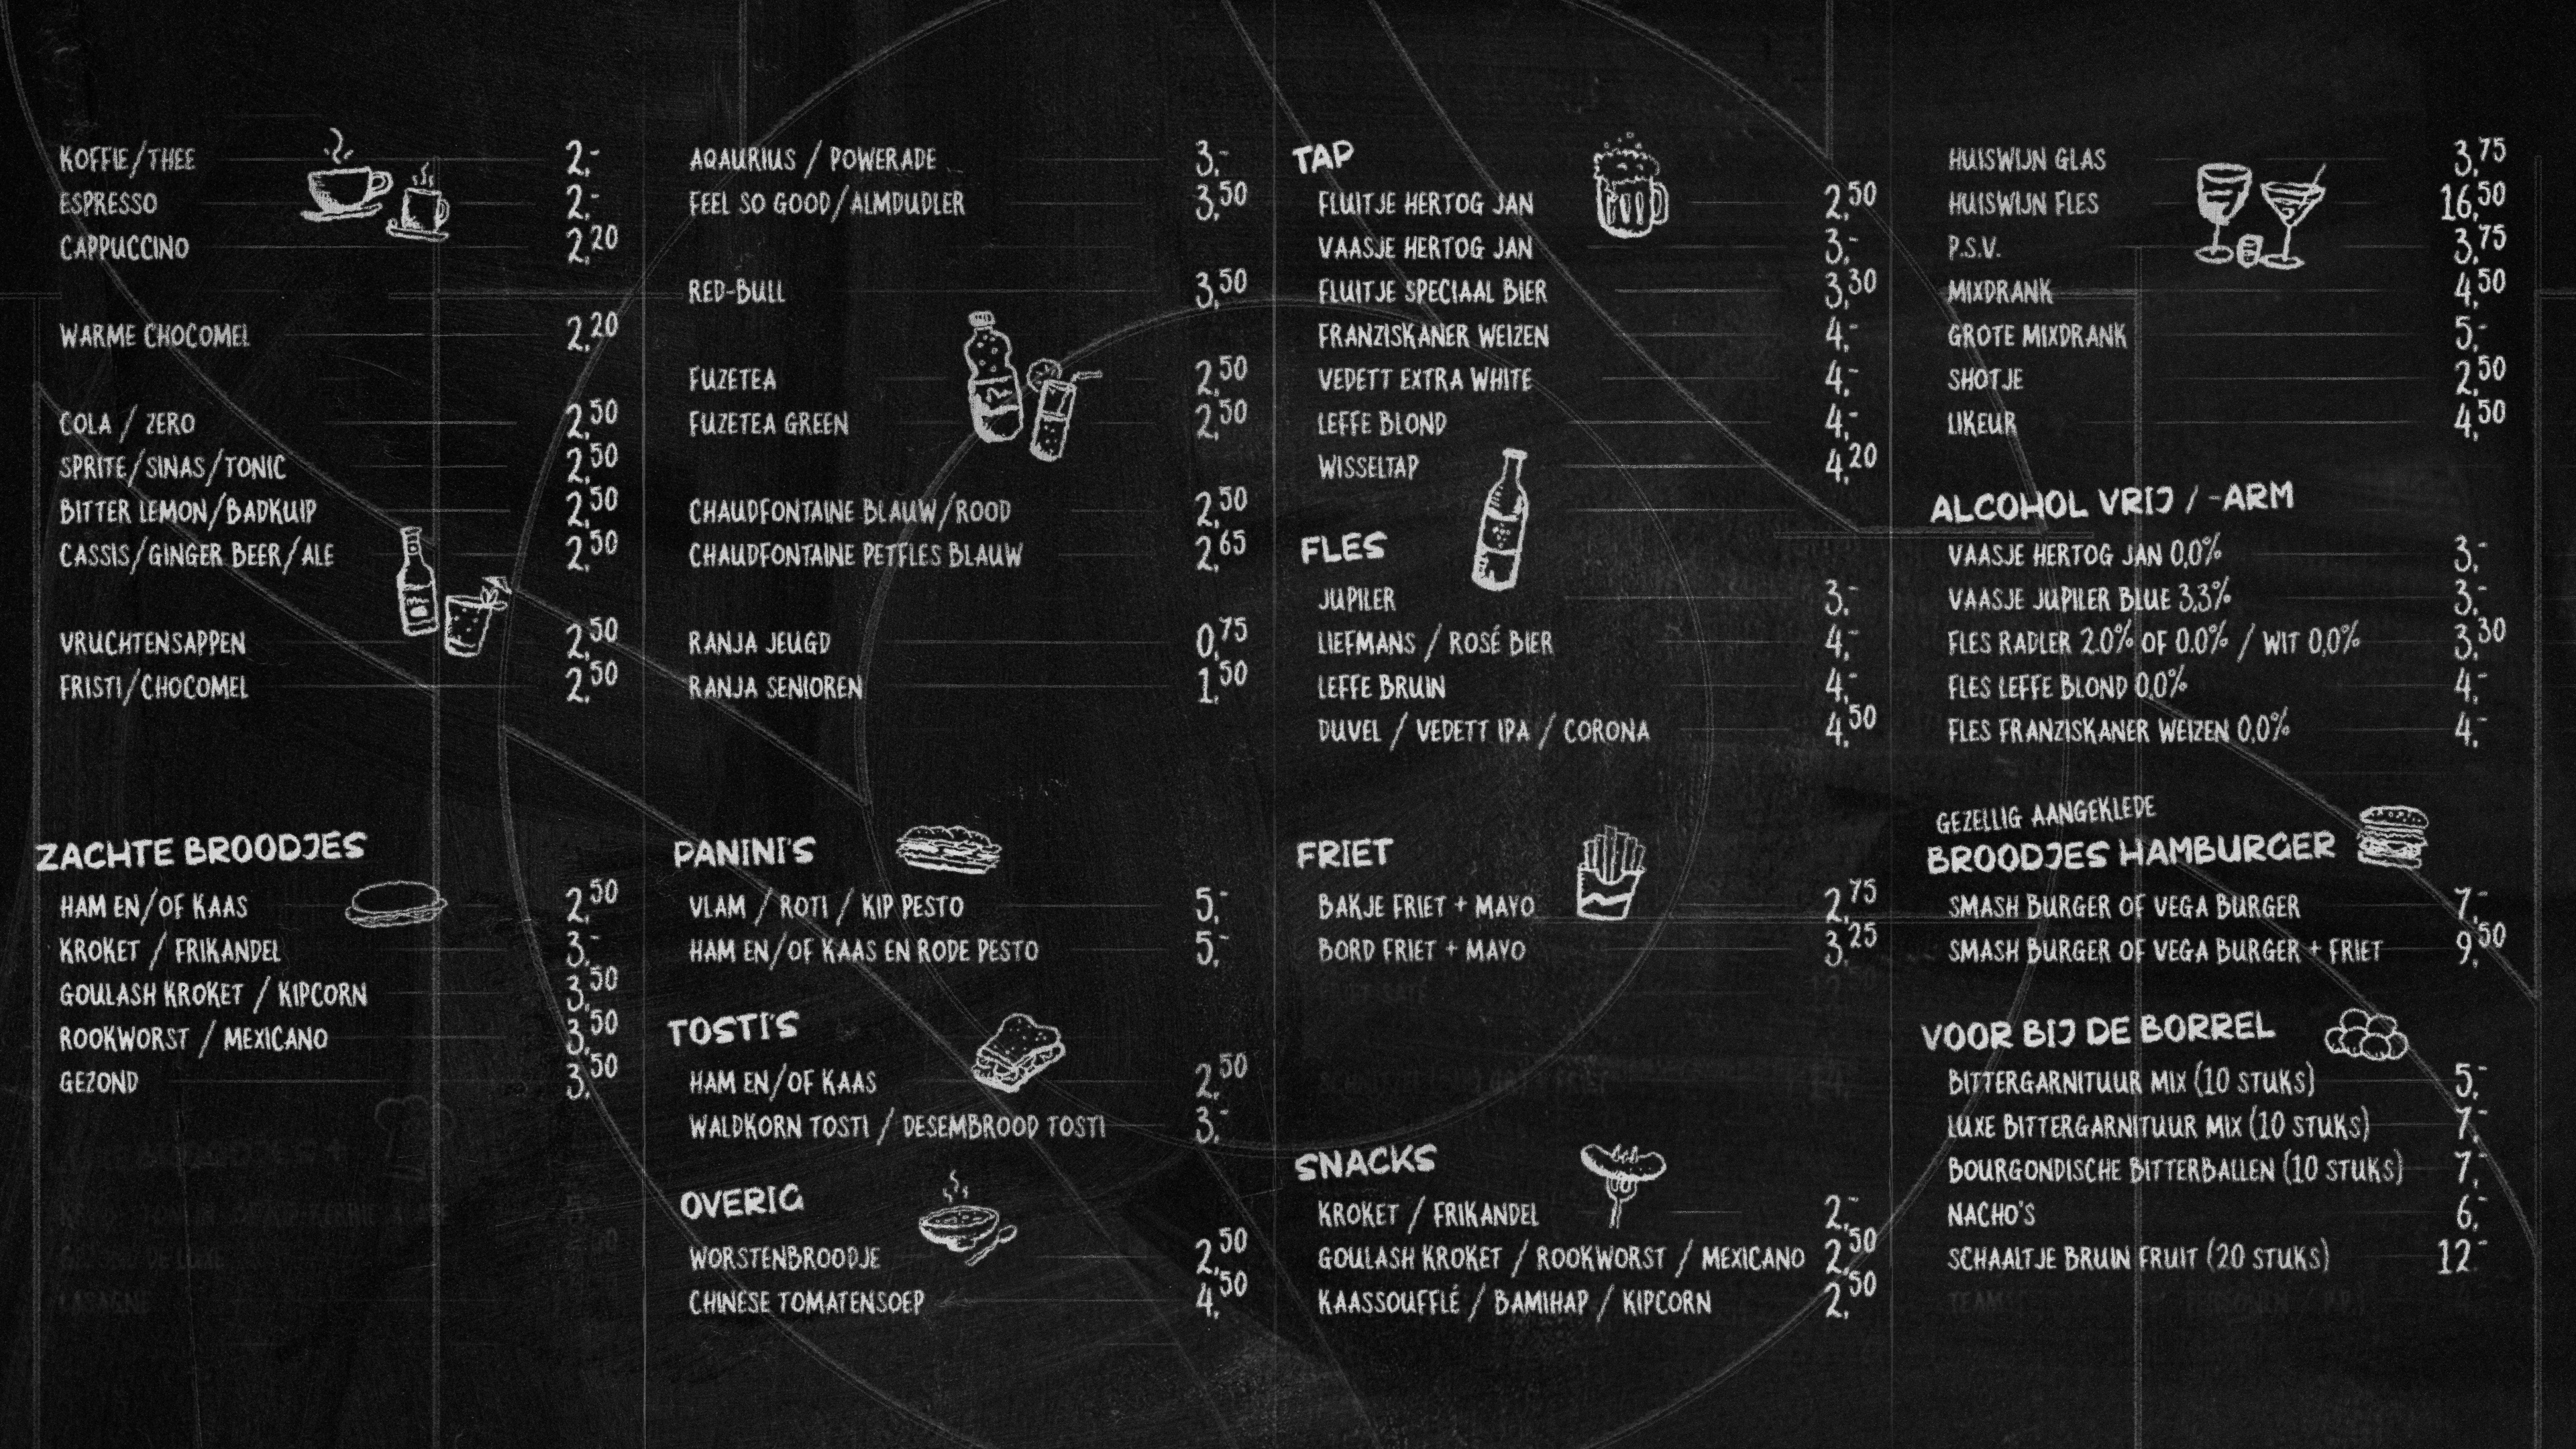 KOFFIE/THEE 2,-
ESPRESSO 2,-
CAPPUCCINO 2,20
WARME CHOCOMEL 2,20
COLA / ZERO 2,50
SPRITE/SINAS/TONIC 2,50
BITTER LEMON/BADKUIP 2,50
CASSIS/GINGER BEER/ALE 2,50
VRUCHTENSAPPEN 2,50
FRISTI/CHOCOMEL 2,50
ZACHTE BROODJES
HAM EN/OF KAAS 2,50
KROKET / FRIKANDEL 3,-
GOULASH KROKET / KIPCORN 3,50
ROOKWORST / MEXICANO 3,50
GEZOND 3,50
LASAGNE
AQAURIUS / POWERADE 3,-
FEEL SO GOOD/ALMDUDLER 3,50
RED-BULL 3,50
FUZETEA 2,50
FUZETEA GREEN 2,50
CHAUDFONTAINE BLAUW/ROOD 2,50
CHAUDFONTAINE PETFLES BLAUW 2,65
RANJA JEUGD 0,75
RANJA SENIOREN 1,50
PANINI'S
VLAM / ROTI / KIP PESTO 5,-
HAM EN/OF KAAS EN RODE PESTO 5,-
TOSTI'S
HAM EN/OF KAAS 2,50
WALDKORN TOSTI / DESEMBROOD TOSTI 3,-
OVERIG
WORSTENBROODJE 2,50
CHINESE TOMATENSOEP 4,50
TAP
FLUITJE HERTOG JAN 2,50
VAASJE HERTOG JAN 3,-
FLUITJE SPECIAAL BIER 3,30
FRANZISKANER WEIZEN 4,-
VEDETT EXTRA WHITE 4,-
LEFFE BLOND 4,-
WISSELTAP 4,20
FLES
JUPILER 3,-
LIEFMANS / ROSÉ BIER 4,-
LEFFE BRUIN 4,-
DUVEL / VEDETT IPA / CORONA 4,50
FRIET
BAKJE FRIET + MAYO 2,75
BORD FRIET + MAYO 3,25
SNACKS
KROKET / FRIKANDEL 2,-
GOULASH KROKET / ROOKWORST / MEXICANO 2,50
KAASSOUFFLÉ / BAMIHAP / KIPCORN 2,50
HUISWIJN GLAS 3,75
HUISWIJN FLES 16,50
P.S.V. 3,75
MIXDRANK 4,50
GROTE MIXDRANK 5,-
SHOTJE 2,50
LIKEUR 4,50
ALCOHOL VRIJ / -ARM
VAASJE HERTOG JAN 0,0% 3,-
VAASJE JUPILER BLUE 3,3% 3,-
FLES RADLER 2.0% OF 0.0% / WIT 0,0% 3,30
FLES LEFFE BLOND 0,0% 4,-
FLES FRANZISKANER WEIZEN 0,0% 4,-
GEZELLIG AANGEKLEDE
BROODJES HAMBURGER
SMASH BURGER OF VEGA BURGER 7,-
SMASH BURGER OF VEGA BURGER + FRIET 9,50
VOOR BIJ DE BORREL
BITTERGARNITUUR MIX (10 STUKS) 5,-
LUXE BITTERGARNITUUR MIX (10 STUKS) 7,-
BOURGONDISCHE BITTERBALLEN (10 STUKS) 7,-
NACHO'S 6,-
SCHAALTJE BRUIN FRUIT (20 STUKS) 12,-